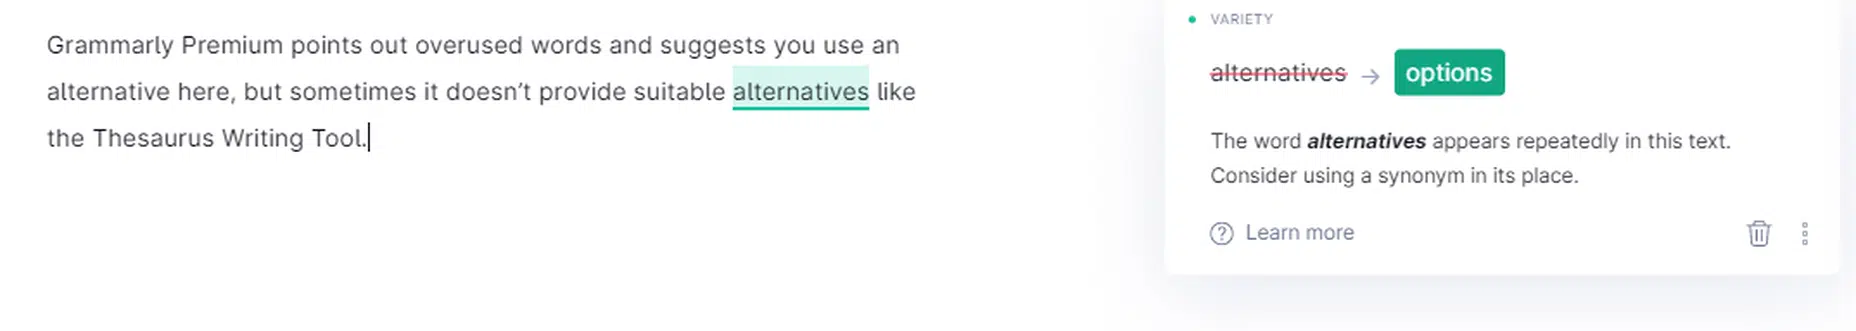 Grammarly Premium points out overused words and suggests you use an
alternative here, but sometimes it doesn’t provide suitable alternatives like
the Thesaurus Writing Tool.
VARIETY
alternatives → options
The word alternatives appears repeatedly in this text.
Consider using a synonym in its place.
Learn more